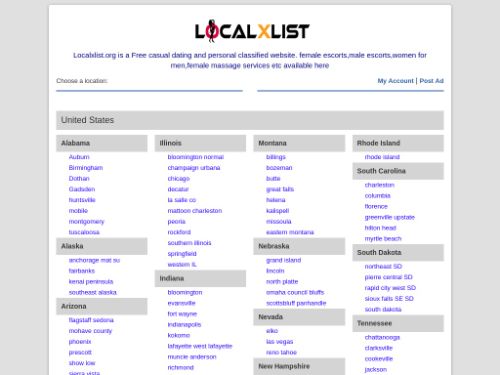 LOCALXLIST
Localxlist.org is a Free casual dating and personal classified website. female escorts,male escorts,women for
men,female massage services etc available here
Choose a location:
My Account | Post Ad
United States
Alabama
Auburn
Birmingham
Dothan
Gadsden
huntsville
mobile
montgomery
tuscaloosa
Alaska
anchorage mat su
fairbanks
kenai peninsula
southeast alaska
Arizona
flagstaff sedona
mohave county
phoenix
prescott
show low
sierra vista
Illinois
bloomington normal
champaign urbana
chicago
decatur
la salle co
mattoon charleston
peoria
rockford
southern illinois
springfield
western IL
Indiana
bloomington
evansville
fort wayne
indianapolis
kokomo
lafayette west lafayette
muncie anderson
richmond
Montana
billings
bozeman
butte
great falls
helena
kalispell
missoula
eastern montana
Nebraska
grand island
lincoln
north platte
omaha council bluffs
scottsbluff panhandle
Nevada
elko
las vegas
reno tahoe
New Hampshire
Rhode Island
rhode island
South Carolina
charleston
columbia
florence
greenville upstate
hilton head
myrtle beach
South Dakota
northeast SD
pierre central SD
rapid city west SD
sioux falls SE SD
south dakota
Tennessee
chattanooga
clarksville
cookeville
jackson